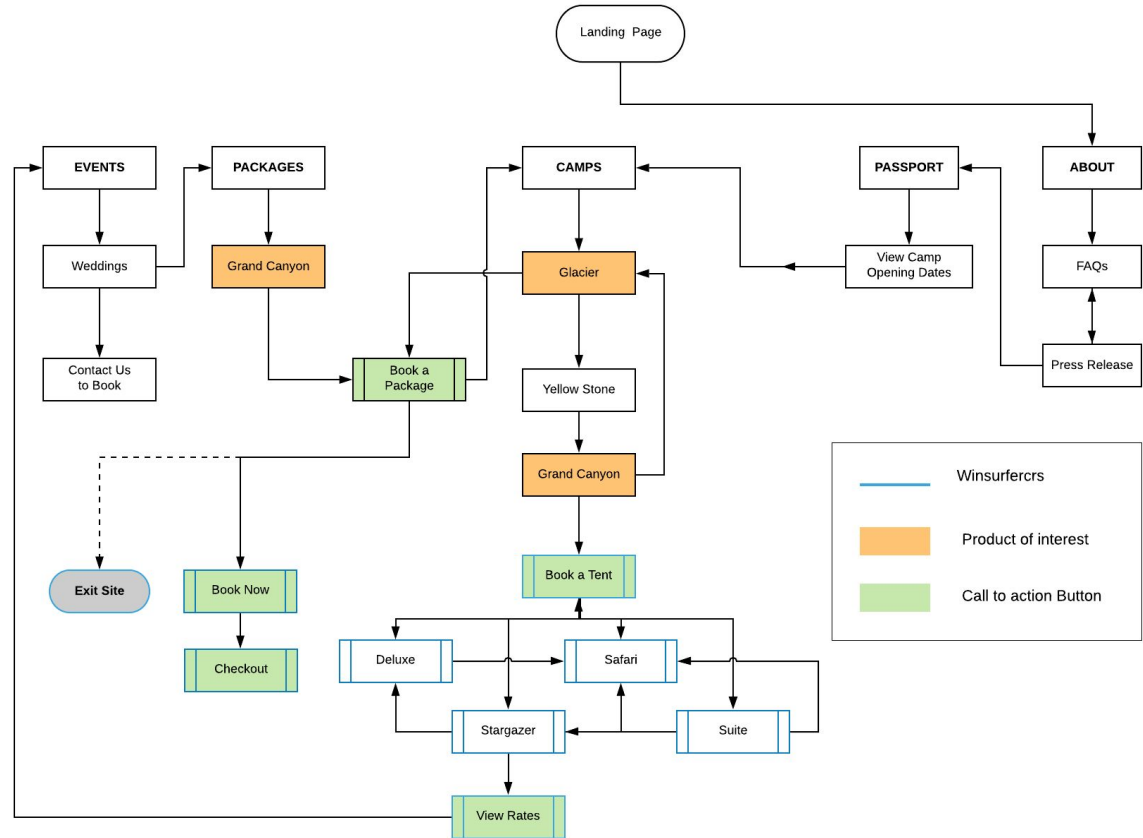 Landing Page
EVENTS
PACKAGES
CAMPS
PASSPORT
ABOUT
Weddings
Grand Canyon
Glacier
View Camp
Opening Dates
FAQs
Contact Us
to Book
Book a
Package
Yellow Stone
Press Release
Grand Canyon
Winsurfercrs
Product of interest
Call to action Button
Exit Site
Book Now
Book a Tent
Checkout
Deluxe
Safari
Stargazer
Suite
View Rates